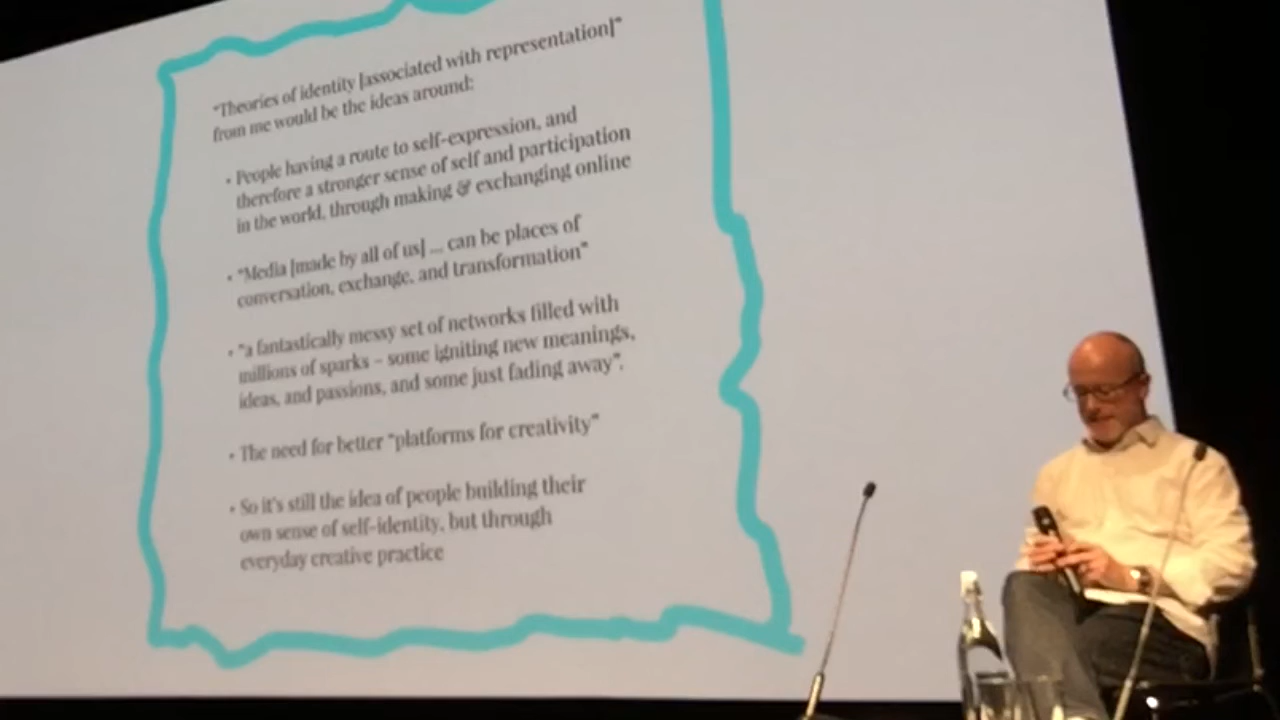 "Theories of identity [associated with representation]"
from me would be the ideas around:
• People having a route to self-expression, and
therefore a stronger sense of self and participation
in the world, through making & exchanging online
• "Media [made by all of us] ... can be places of
conversation, exchange, and transformation"
• "a fantastically messy set of networks filled with
millions of sparks – some igniting new meanings,
ideas, and passions, and some just fading away".
• The need for better "platforms for creativity"
• So it's still the idea of people building their
own sense of self-identity, but through
everyday creative practice